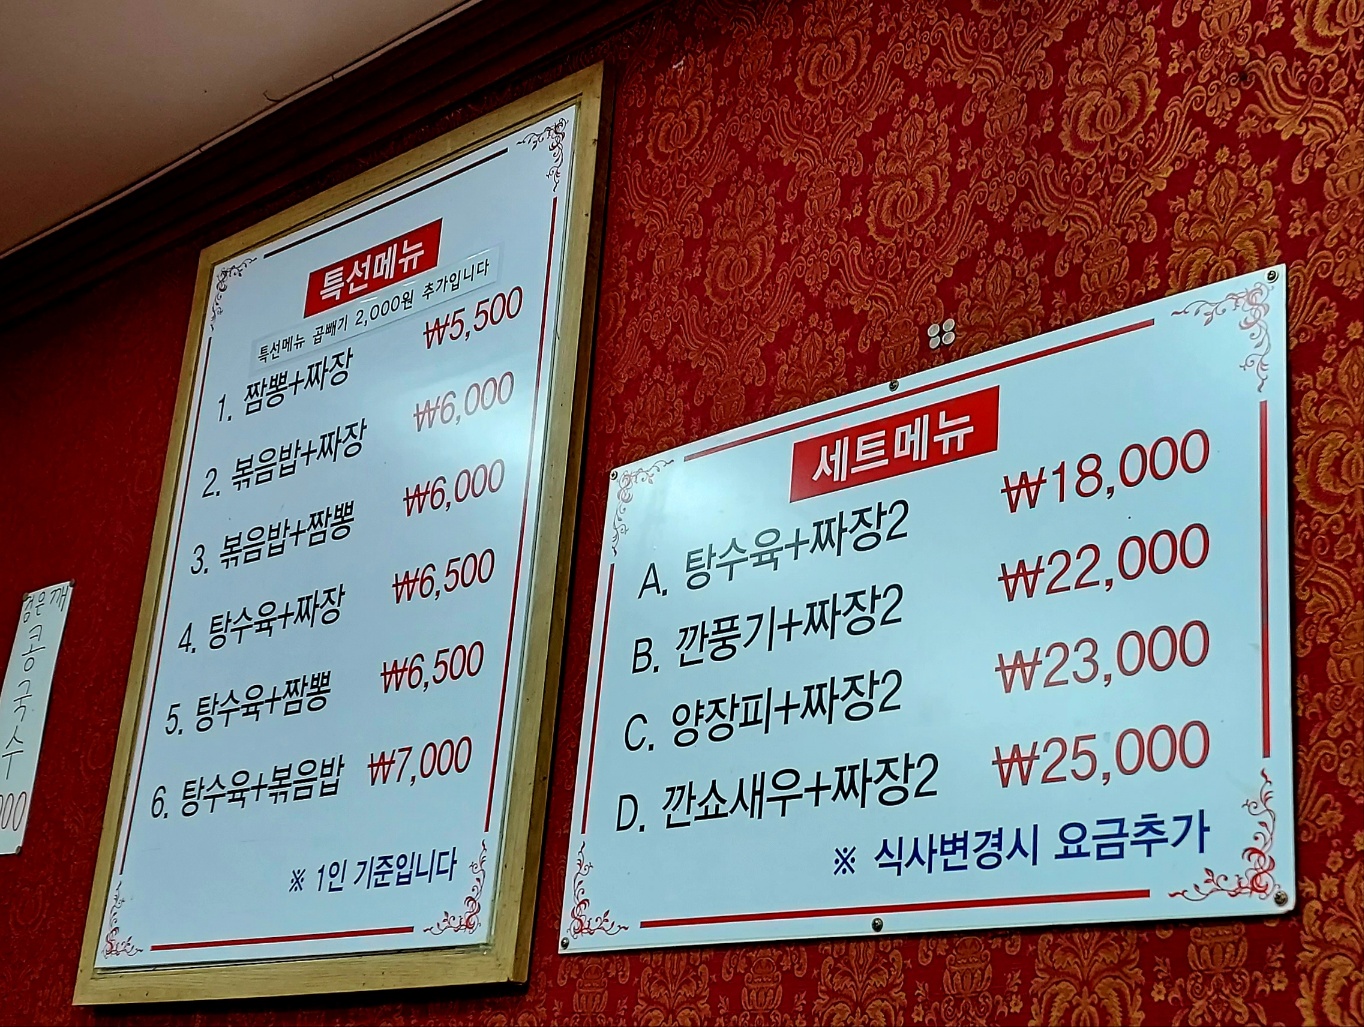 특선메뉴
특선메뉴 곱빼기 2,000원 추가입니다
1. 짬뽕+짜장 ₩5,500
2. 볶음밥+짜장 ₩6,000
3. 볶음밥+짬뽕 ₩6,000
4. 탕수육+짜장 ₩6,500
5. 탕수육+짬뽕 ₩6,500
6. 탕수육+볶음밥 ₩7,000
※ 1인 기준입니다
세트메뉴
A. 탕수육+짜장2 ₩18,000
B. 깐풍기+짜장2 ₩22,000
C. 양장피+짜장2 ₩23,000
D. 깐쇼새우+짜장2 ₩25,000
※ 식사변경시 요금추가
검은깨
콩국수